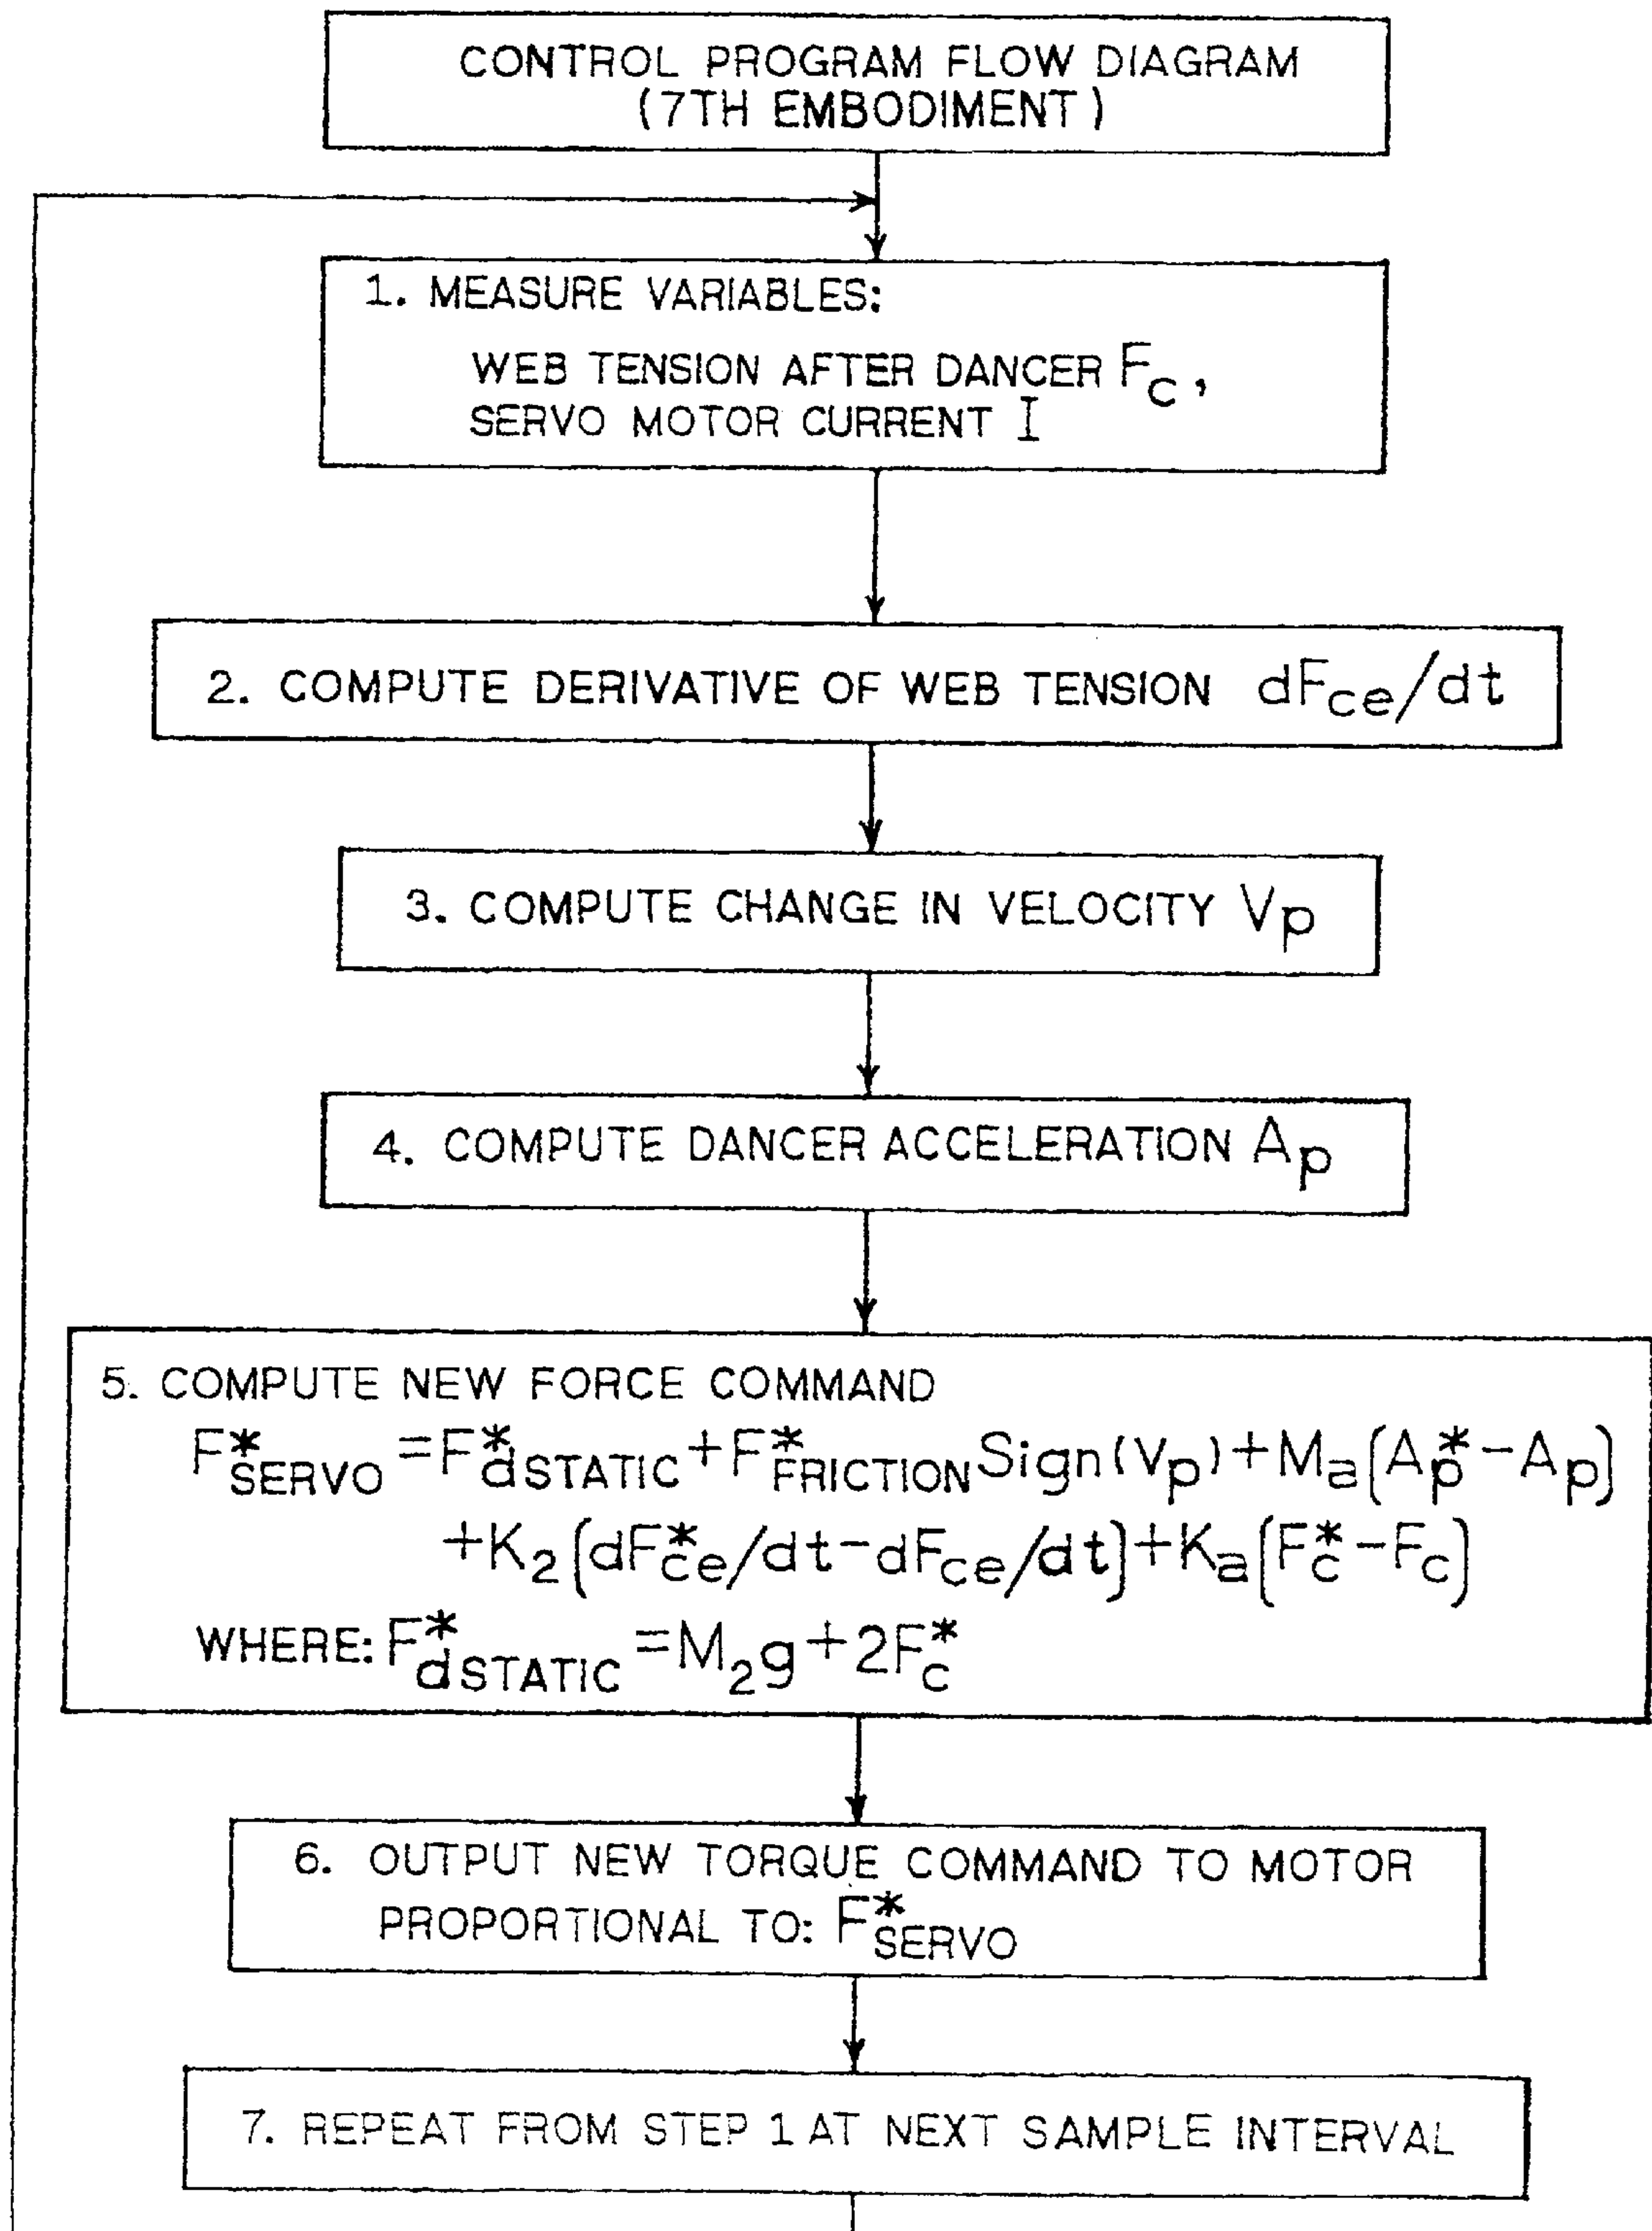 CONTROL PROGRAM FLOW DIAGRAM
(7TH EMBODIMENT)
1. MEASURE VARIABLES:
WEB TENSION AFTER DANCER Fc,
SERVO MOTOR CURRENT I
2. COMPUTE DERIVATIVE OF WEB TENSION dFce/dt
3. COMPUTE CHANGE IN VELOCITY Vp
4. COMPUTE DANCER ACCELERATION Ap
5. COMPUTE NEW FORCE COMMAND
F*SERVO = F*dSTATIC + F*FRICTION Sign(Vp) + Ma[A*p - Ap]
+ K2[dF*ce/dt - dFce/dt] + Ka[F*c - Fc]
WHERE: F*dSTATIC = M2g + 2F*c
6. OUTPUT NEW TORQUE COMMAND TO MOTOR
PROPORTIONAL TO: F*SERVO
7. REPEAT FROM STEP 1 AT NEXT SAMPLE INTERVAL